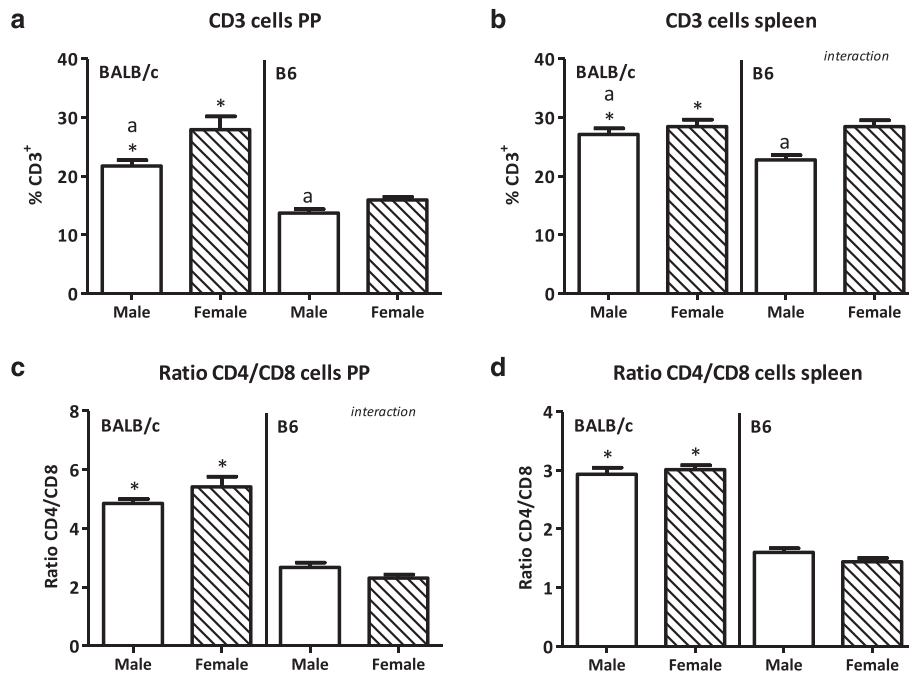 a
CD3 cells PP
% CD3+
40
30
20
10
0
BALB/c
B6
a
*
*
a
Male
Female
Male
Female
b
CD3 cells spleen
interaction
% CD3+
40
30
20
10
0
BALB/c
B6
a
*
*
a
Male
Female
Male
Female
c
Ratio CD4/CD8 cells PP
interaction
Ratio CD4/CD8
8
6
4
2
0
BALB/c
B6
*
*
Male
Female
Male
Female
d
Ratio CD4/CD8 cells spleen
Ratio CD4/CD8
4
3
2
1
0
BALB/c
B6
*
*
Male
Female
Male
Female